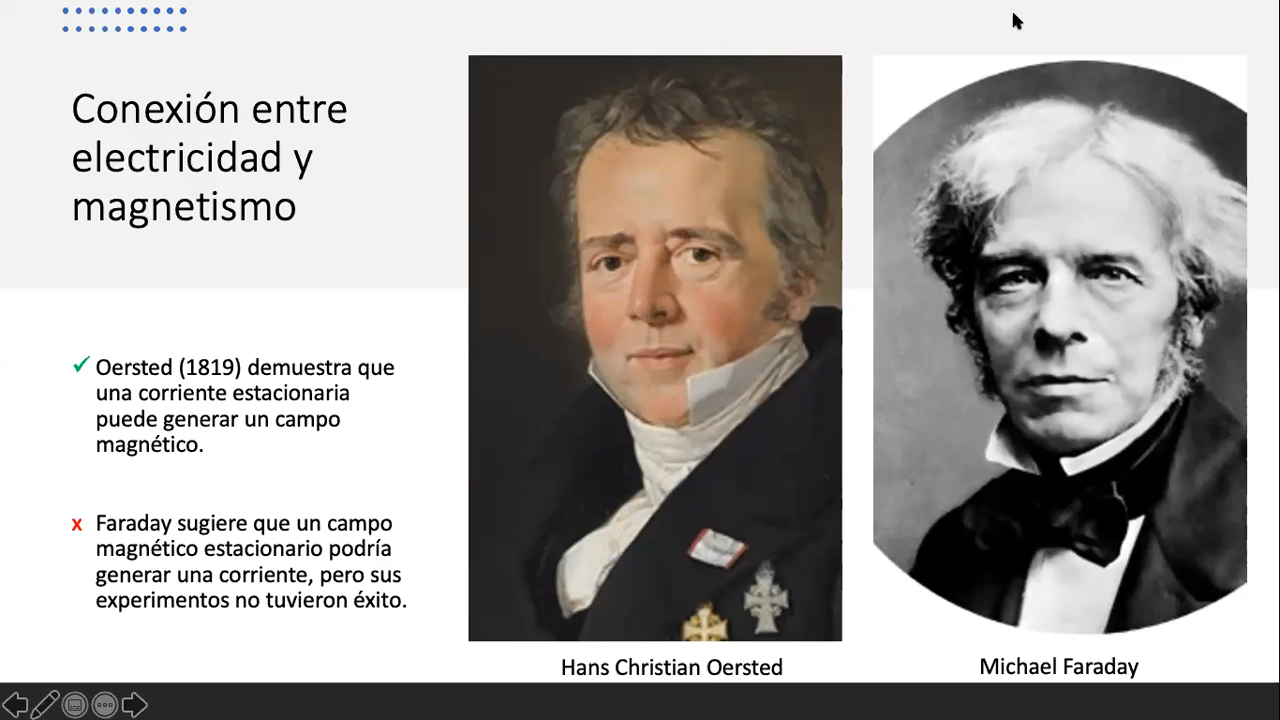 Conexión entre
electricidad y
magnetismo
✓ Oersted (1819) demuestra que
una corriente estacionaria
puede generar un campo
magnético.
x Faraday sugiere que un campo
magnético estacionario podría
generar una corriente, pero sus
experimentos no tuvieron éxito.
Hans Christian Oersted
Michael Faraday